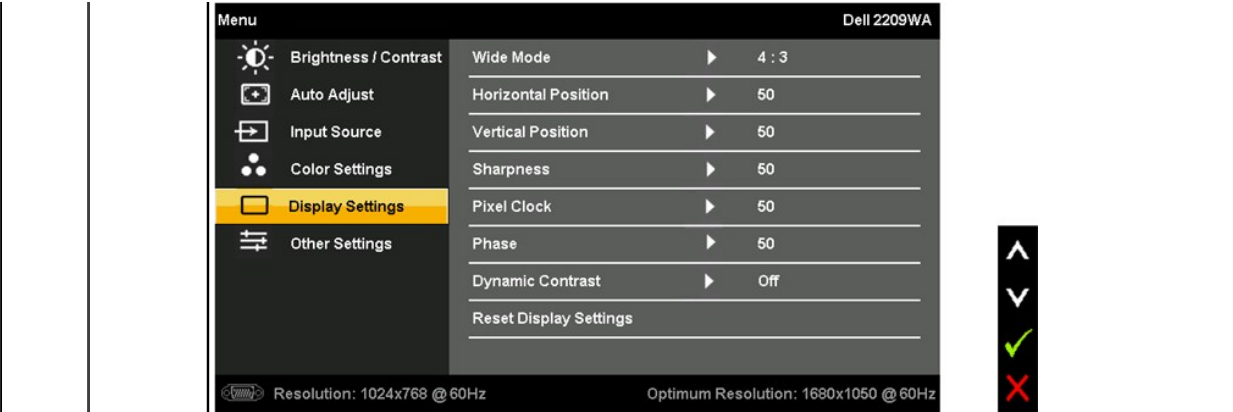 Menu Dell 2209WA
Brightness / Contrast Wide Mode 4 : 3
Auto Adjust Horizontal Position 50
Input Source Vertical Position 50
Color Settings Sharpness 50
Display Settings Pixel Clock 50
Other Settings Phase 50
Dynamic Contrast Off
Reset Display Settings
Resolution: 1024x768 @ 60Hz Optimum Resolution: 1680x1050 @ 60Hz